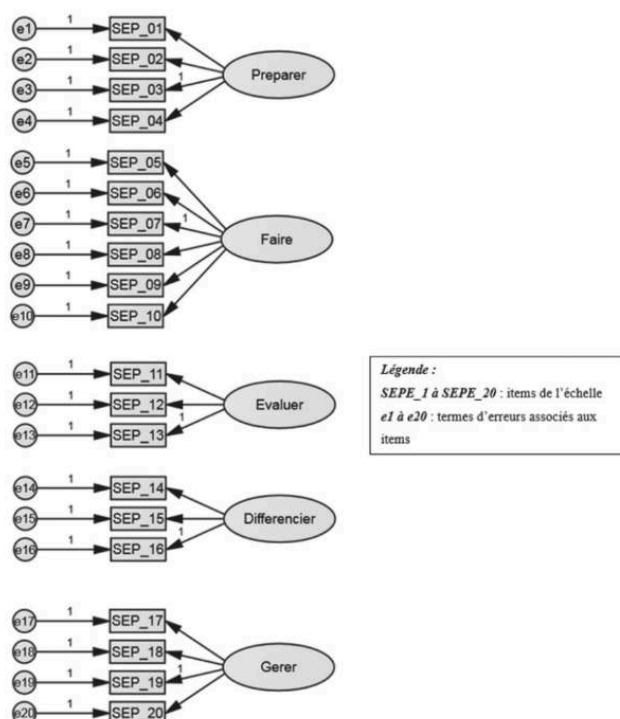 e1 1 SEP_01
e2 1 SEP_02
e3 1 SEP_03 1 Preparer
e4 1 SEP_04
e5 1 SEP_05
e6 1 SEP_06
e7 1 SEP_07 1 Faire
e8 1 SEP_08
e9 1 SEP_09
e10 1 SEP_10
e11 1 SEP_11
e12 1 SEP_12 Evaluer
e13 1 SEP_13 1
e14 1 SEP_14
e15 1 SEP_15 Differencier
e16 1 SEP_16 1
e17 1 SEP_17
e18 1 SEP_18
e19 1 SEP_19 1 Gerer
e20 1 SEP_20
Légende :
SEPE_1 à SEPE_20 : items de l'échelle
e1 à e20 : termes d'erreurs associés aux
items